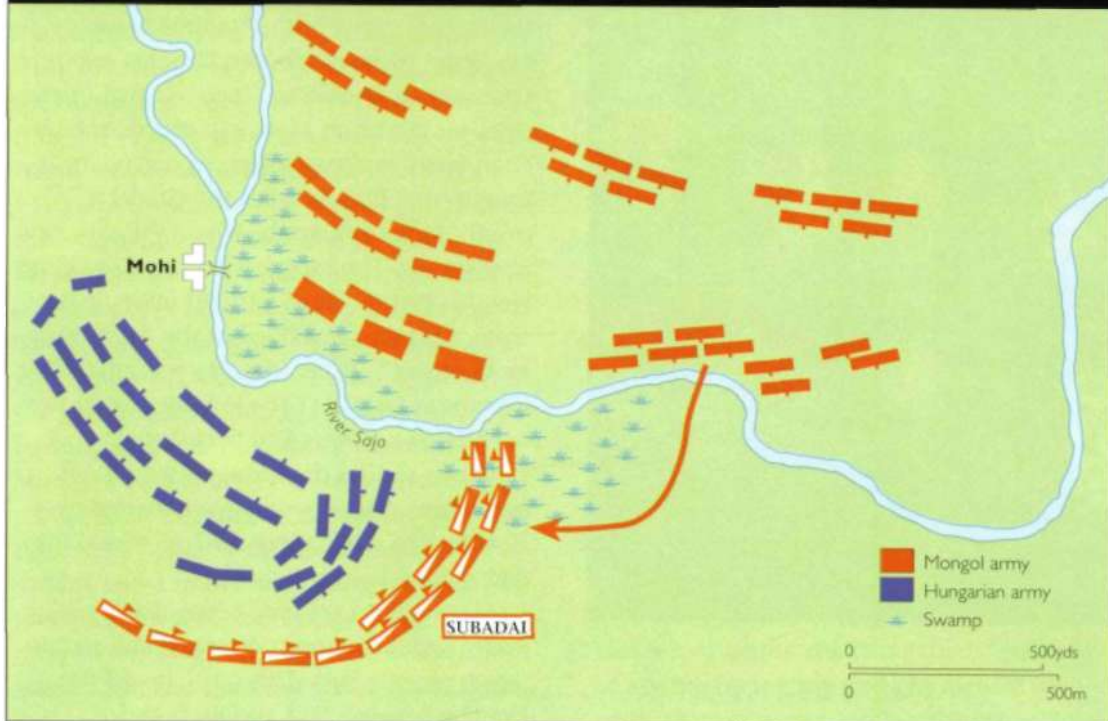 Mohi
River Sajo
SUBADAI
Mongol army
Hungarian army
Swamp
0 500yds
0 500m